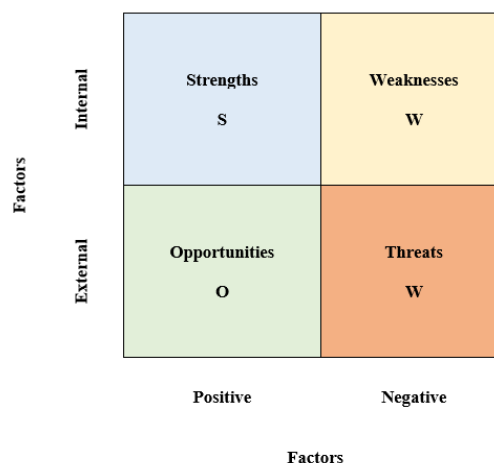 Strengths
S
Weaknesses
W
Opportunities
O
Threats
W
Internal
External
Factors
Positive
Negative
Factors